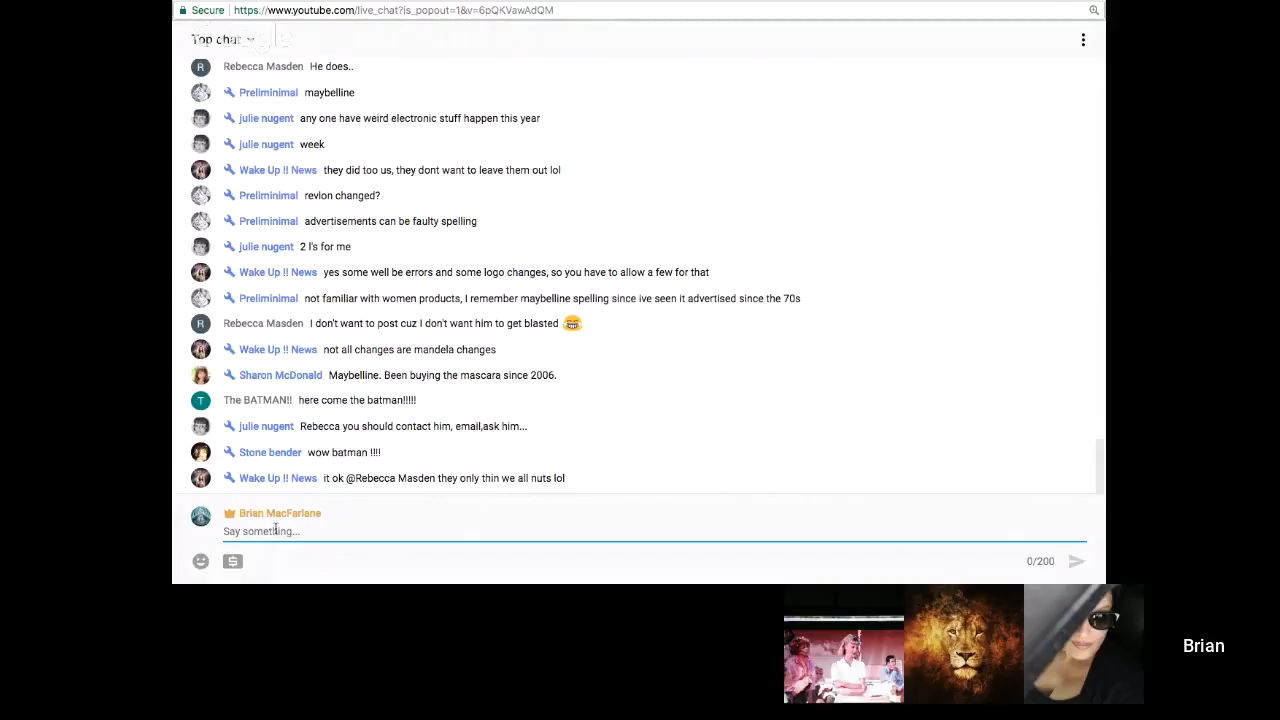 Secure https://www.youtube.com/live_chat?is_popout=1&v=6pQKVawAdQM
Top chat
Rebecca Masden He does..
Preliminimal maybelline
julie nugent any one have weird electronic stuff happen this year
julie nugent week
Wake Up !! News they did too us, they dont want to leave them out lol
Preliminimal revlon changed?
Preliminimal advertisements can be faulty spelling
julie nugent 2 l's for me
Wake Up !! News yes some well be errors and some logo changes, so you have to allow a few for that
Preliminimal not familiar with women products, I remember maybelline spelling since ive seen it advertised since the 70s
R Rebecca Masden I don't want to post cuz I don't want him to get blasted
Wake Up !! News not all changes are mandela changes
Sharon McDonald Maybelline. Been buying the mascara since 2006.
T The BATMAN!! here come the batman!!!!!
julie nugent Rebecca you should contact him, email,ask him...
Stone bender wow batman !!!!
Wake Up !! News it ok @Rebecca Masden they only thin we all nuts lol
Brian MacFarlane
Say something...
0/200
Brian